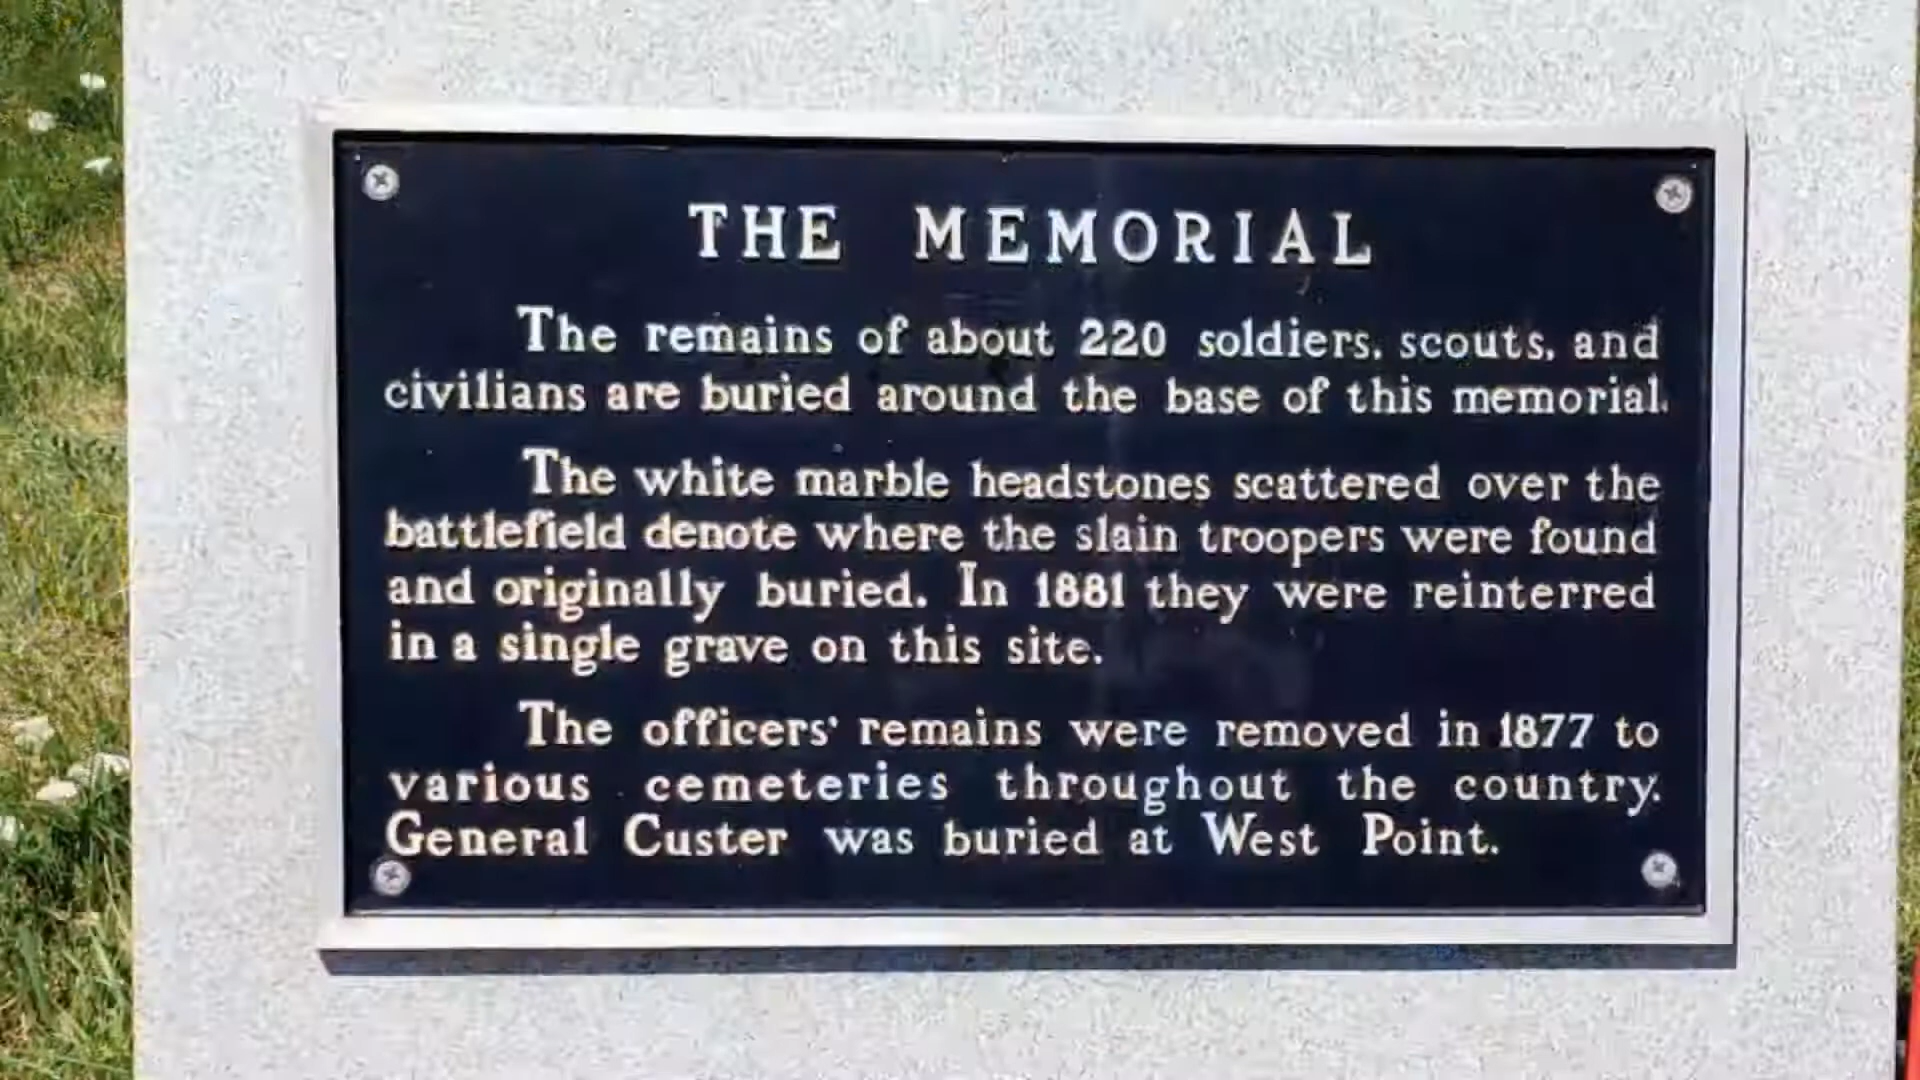 THE MEMORIAL
The remains of about 220 soldiers, scouts, and
civilians are buried around the base of this memorial.
The white marble headstones scattered over the
battlefield denote where the slain troopers were found
and originally buried. In 1881 they were reinterred
in a single grave on this site.
The officers' remains were removed in 1877 to
various cemeteries throughout the country.
General Custer was buried at West Point.